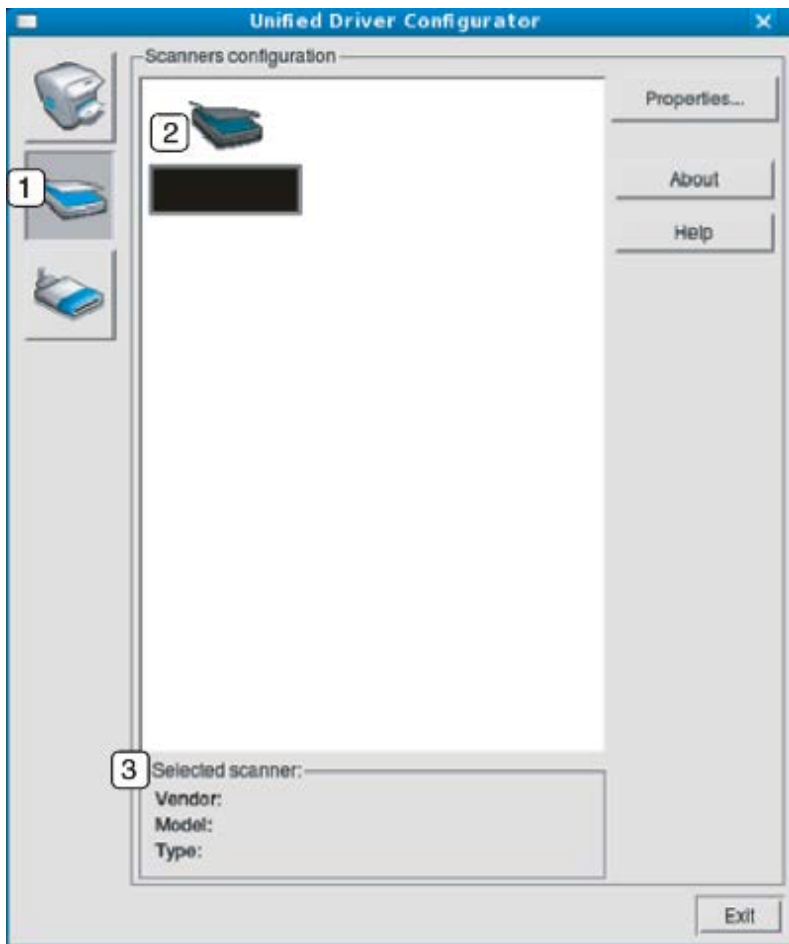 Unified Driver Configurator
Scanners configuration
Properties...
2
1
About
Help
3
Selected scanner:
Vendor:
Model:
Type:
Exit